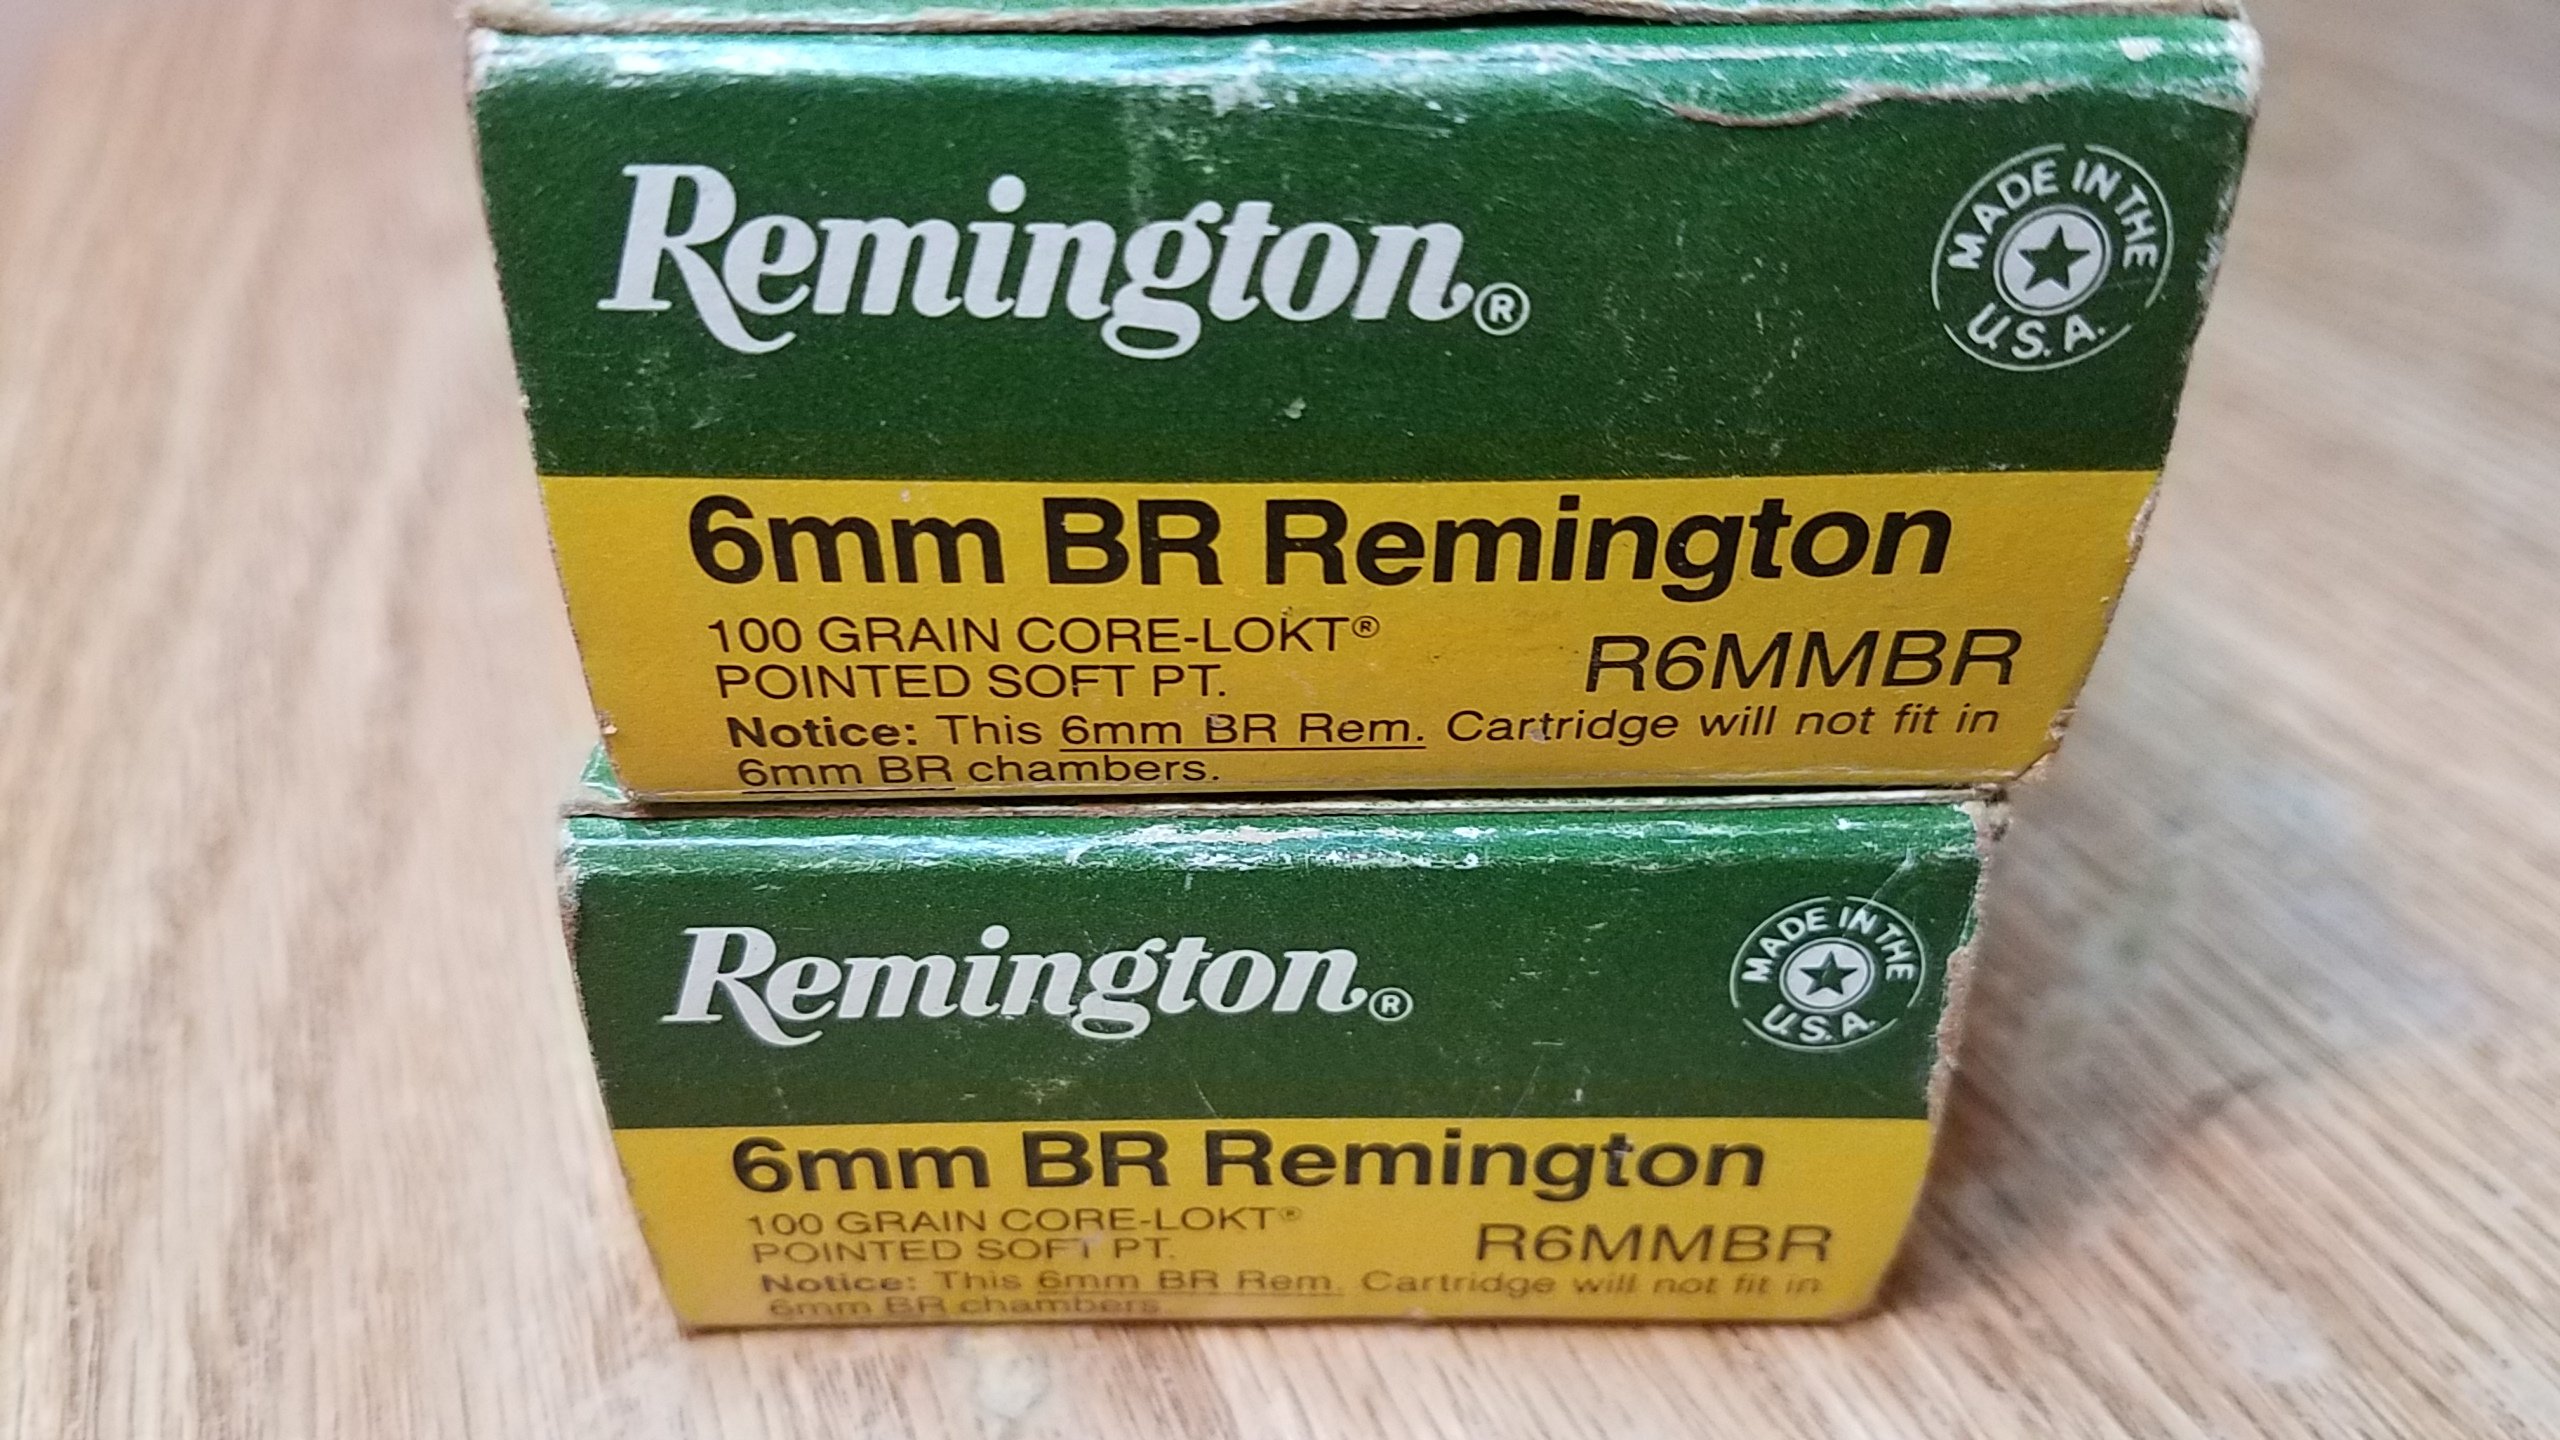 Remington®
MADE IN THE
U.S.A.
6mm BR Remington
100 GRAIN CORE-LOKT®
POINTED SOFT PT.
R6MMBR
Notice: This 6mm BR Rem. Cartridge will not fit in
6mm BR chambers.
Remington®
MADE IN THE
U.S.A.
6mm BR Remington
100 GRAIN CORE-LOKT®
POINTED SOFT PT.
R6MMBR
Notice: This 6mm BR Rem. Cartridge will not fit in
6mm BR chambers.